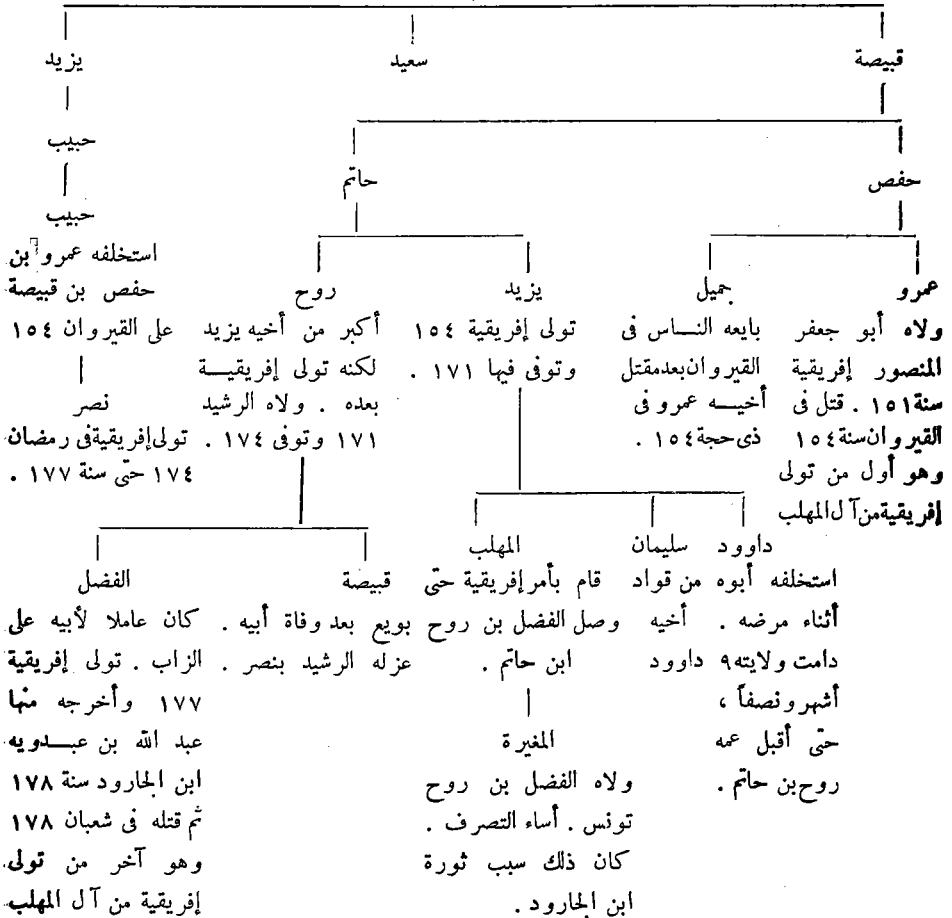 قبيصة
سعيد
يزيد
حبيب
حفص
حاتم
حبيب
استخلفه عمرو بن
حفص بن قبيصة
على القيروان ١٥٤
نصر
تولى إفريقية فى رمضان
١٧٤ حتى سنة ١٧٧ .
عمرو
ولاه أبو جعفر
المنصور إفريقية
سنة ١٥١ . قتل فى
القيروان سنة ١٥٤
وهو أول من تولى
إفريقية من آل المهلب
جميل
بايعه الناس فى
القيروان بعد مقتل
أخيه عمرو فى
ذى حجة ١٥٤ .
يزيد
تولى إفريقية ١٥٤
وتوفى فيها ١٧١ .
روح
أكبر من أخيه يزيد
لكنه تولى إفريقية
بعده . ولاه الرشيد
١٧١ وتوفى ١٧٤ .
داوود
استخلفه أبوه
أثناء مرضه .
دامت ولايته ٩
أشهر ونصفاً ،
حتى أقبل عمه
روح بن حاتم .
سليمان
من قواد
أخيه
داوود
المهلب
قام بأمر إفريقية حتى
وصل الفضل بن روح
ابن حاتم .
المغيرة
ولاه الفضل بن روح
تونس . أساء التصرف .
كان ذلك سبب ثورة
ابن الجارود .
قبيصة
بويع بعد وفاة أبيه .
عزله الرشيد بنصر .
الفضل
كان عاملا لأبيه على
الزاب . تولى إفريقية
١٧٧ وأخرجه منها
عبد الله بن عبدويه
ابن الجارود سنة ١٧٨
ثم قتله فى شعبان ١٧٨
وهو آخر من تولى
إفريقية من آل المهلب